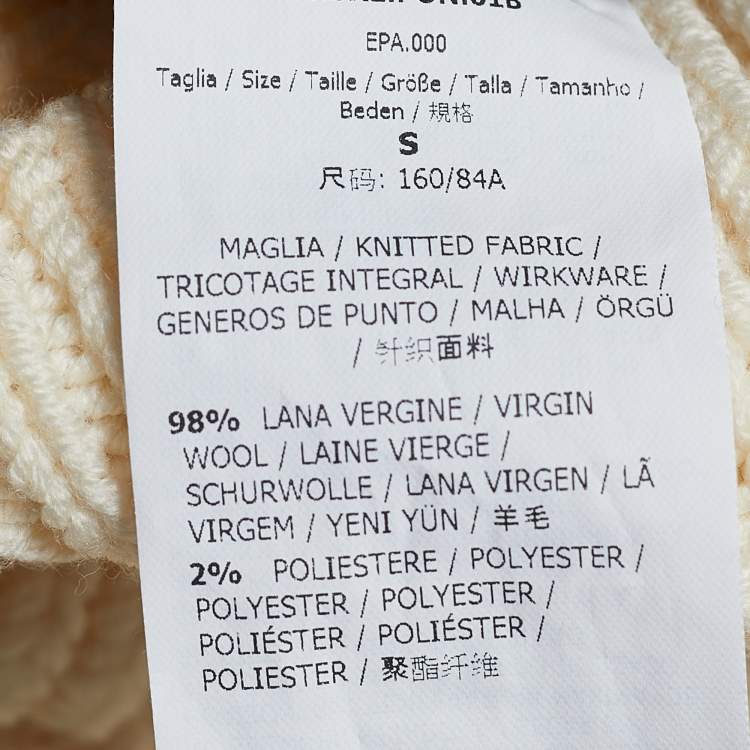 EPA.000
Taglia / Size / Taille / Größe / Talla / Tamanho /
Beden / 規格
S
尺码: 160/84A
MAGLIA / KNITTED FABRIC /
TRICOTAGE INTEGRAL / WIRKWARE /
GENEROS DE PUNTO / MALHA / ÖRGÜ
/ 针织面料
98% LANA VERGINE / VIRGIN
WOOL / LAINE VIERGE /
SCHURWOLLE / LANA VIRGEN / LÃ
VIRGEM / YENI YÜN / 羊毛
2% POLIESTERE / POLYESTER /
POLYESTER / POLYESTER /
POLIÉSTER / POLIÉSTER /
POLIESTER / 聚酯纤维